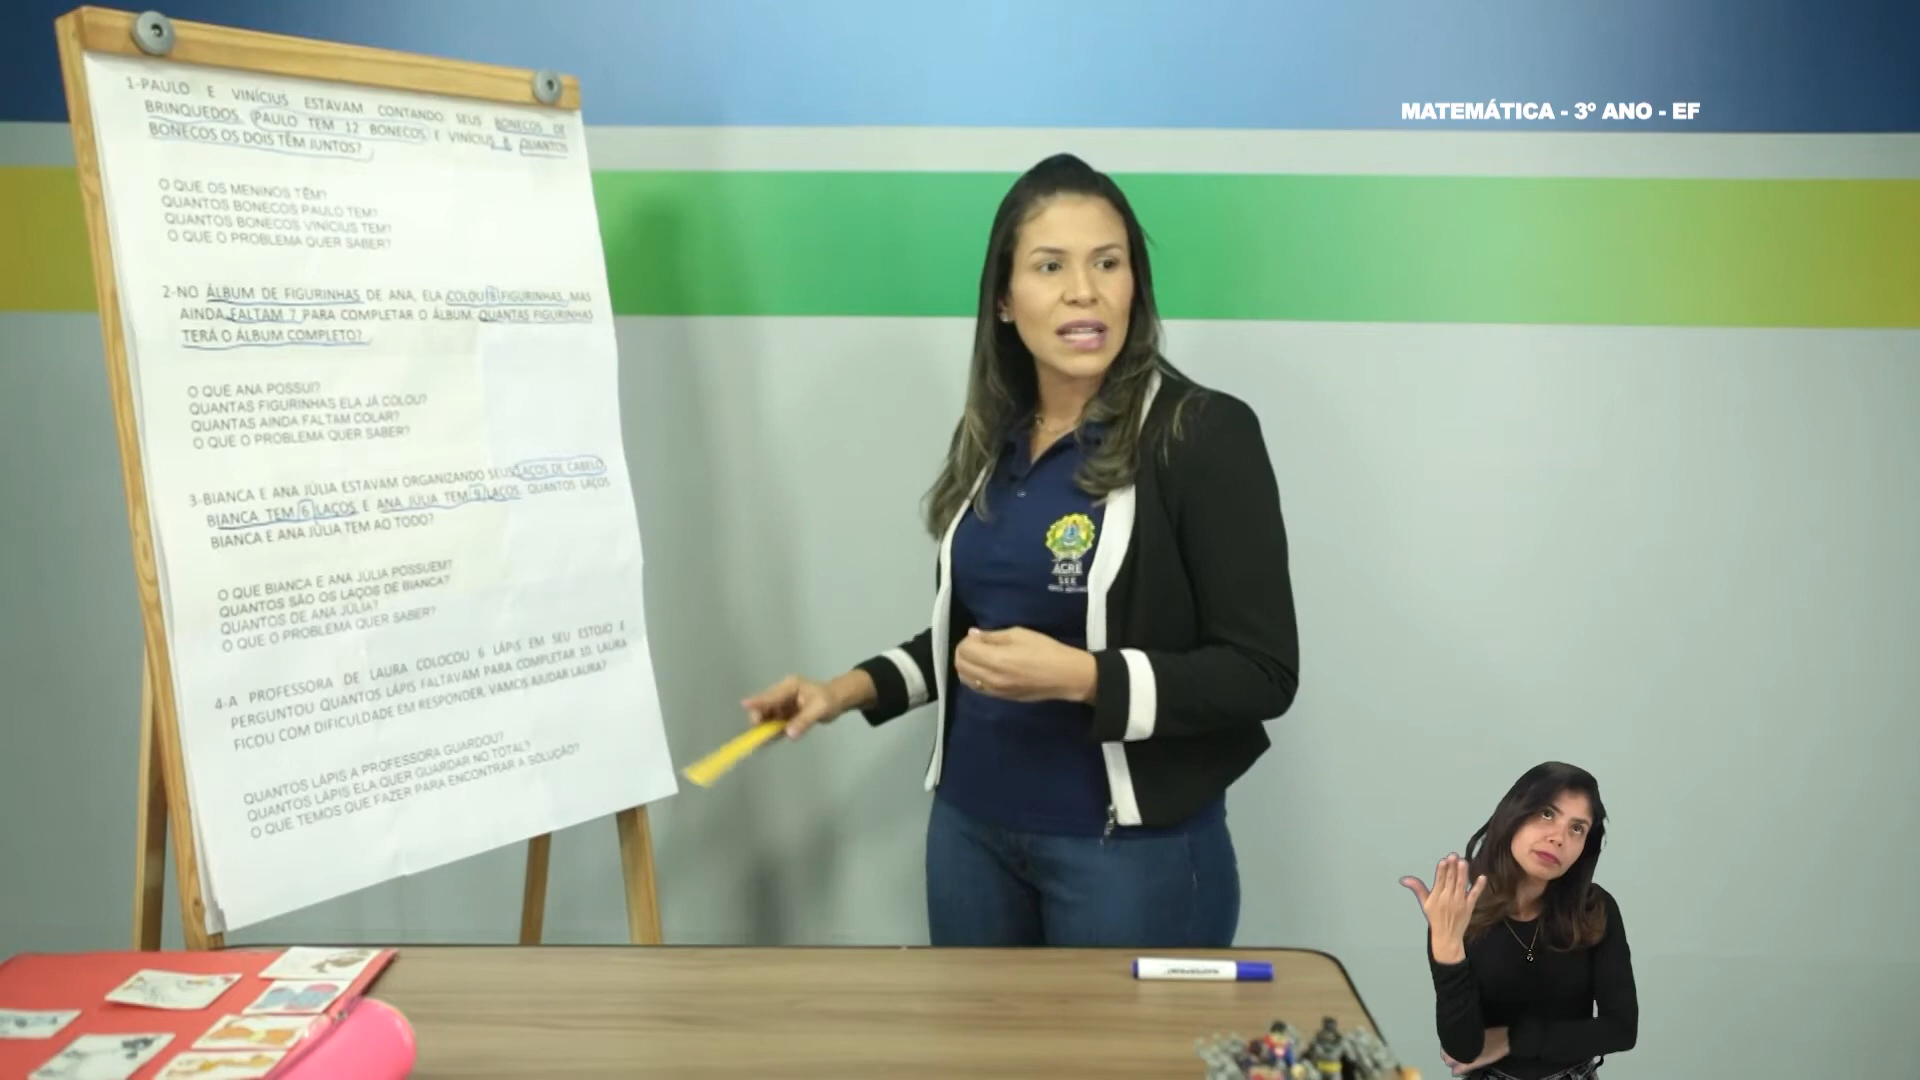 MATEMÁTICA - 3º ANO - EF
1-PAULO E VINÍCIUS ESTAVAM CONTANDO SEUS BONECOS DE
BRINQUEDOS. PAULO TEM 12 BONECOS E VINÍCIUS 8. QUANTOS
BONECOS OS DOIS TÊM JUNTOS?
O QUE OS MENINOS TÊM?
QUANTOS BONECOS PAULO TEM?
QUANTOS BONECOS VINÍCIUS TEM?
O QUE O PROBLEMA QUER SABER?
2-NO ÁLBUM DE FIGURINHAS DE ANA, ELA COLOU 8 FIGURINHAS, MAS
AINDA FALTAM 7 PARA COMPLETAR O ÁLBUM. QUANTAS FIGURINHAS
TERÁ O ÁLBUM COMPLETO?
O QUE ANA POSSUI?
QUANTAS FIGURINHAS ELA JÁ COLOU?
QUANTAS AINDA FALTAM COLAR?
O QUE O PROBLEMA QUER SABER?
3-BIANCA E ANA JÚLIA ESTAVAM ORGANIZANDO SEUS LAÇOS DE CABELO.
BIANCA TEM 6 LAÇOS E ANA JÚLIA TEM 9 LAÇOS. QUANTOS LAÇOS
BIANCA E ANA JÚLIA TEM AO TODO?
O QUE BIANCA E ANA JÚLIA POSSUEM?
QUANTOS SÃO OS LAÇOS DE BIANCA?
QUANTOS DE ANA JÚLIA?
O QUE O PROBLEMA QUER SABER?
4-A PROFESSORA DE LAURA COLOCOU 6 LÁPIS EM SEU ESTOJO E
PERGUNTOU QUANTOS LÁPIS FALTAVAM PARA COMPLETAR 10. LAURA
FICOU COM DIFICULDADE EM RESPONDER. VAMOS AJUDAR LAURA?
QUANTOS LÁPIS A PROFESSORA GUARDOU?
QUANTOS LÁPIS ELA QUER GUARDAR NO TOTAL?
O QUE TEMOS QUE FAZER PARA ENCONTRAR A SOLUÇÃO?
ACRE